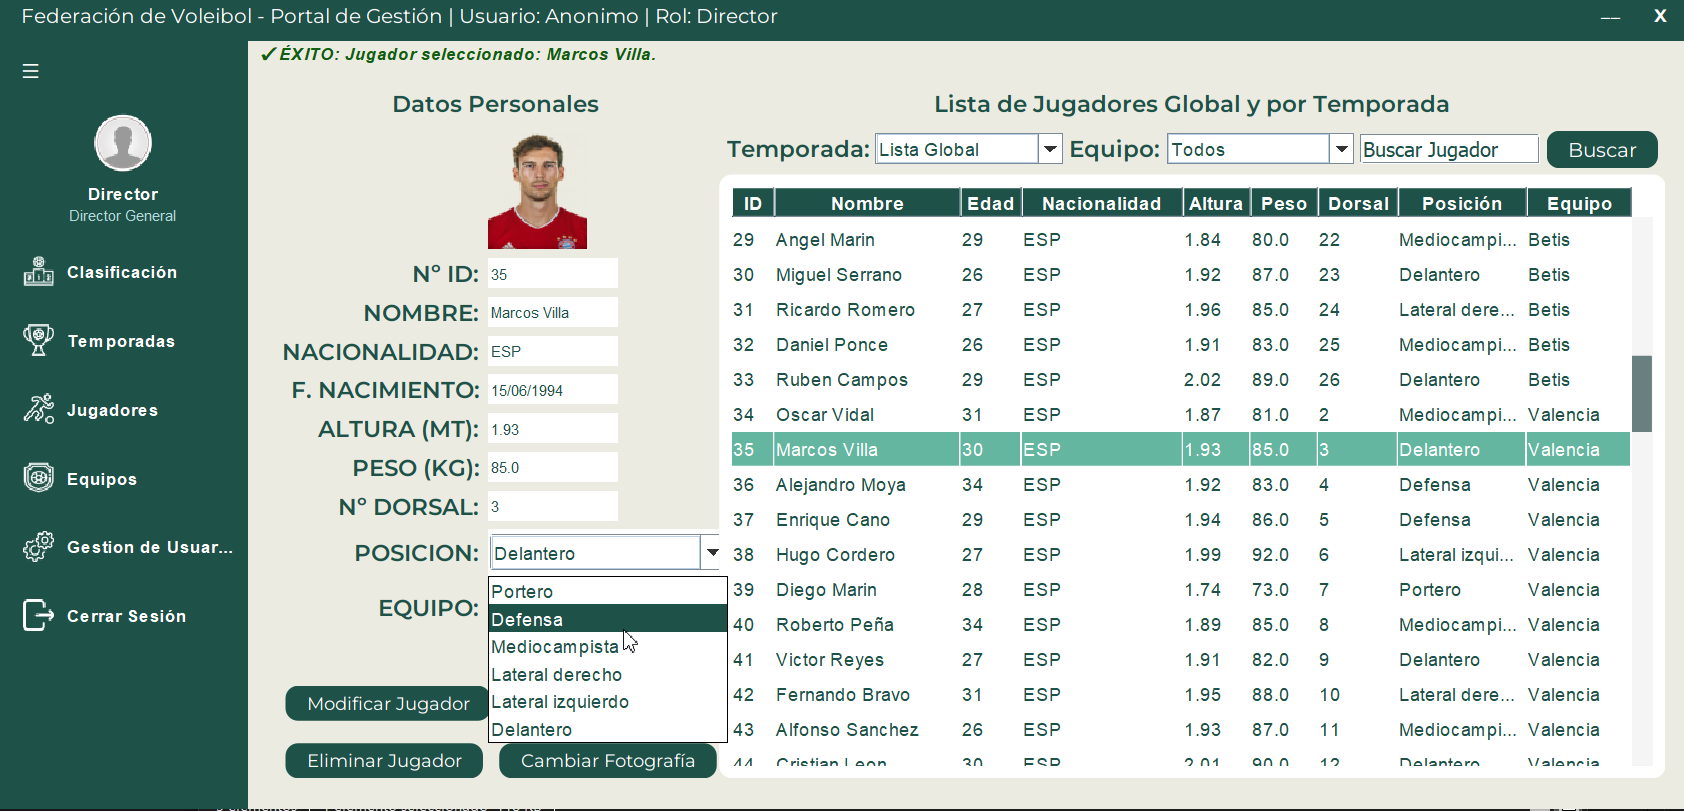 Federación de Voleibol - Portal de Gestión | Usuario: Anonimo | Rol: Director
X
✓ÉXITO: Jugador seleccionado: Marcos Villa.
Director
Director General
Clasificación
Temporadas
Jugadores
Equipos
Gestion de Usuar...
Cerrar Sesión
Datos Personales
Nº ID: 35
NOMBRE: Marcos Villa
NACIONALIDAD: ESP
F. NACIMIENTO: 15/06/1994
ALTURA (MT): 1.93
PESO (KG): 85.0
Nº DORSAL: 3
POSICION: Delantero
EQUIPO:
Portero
Defensa
Mediocampista
Lateral derecho
Lateral izquierdo
Delantero
Modificar Jugador
Eliminar Jugador Cambiar Fotografía
Lista de Jugadores Global y por Temporada
Temporada: Lista Global Equipo: Todos Buscar Jugador Buscar
ID Nombre Edad Nacionalidad Altura Peso Dorsal Posición Equipo
29 Angel Marin 29 ESP 1.84 80.0 22 Mediocampi... Betis
30 Miguel Serrano 26 ESP 1.92 87.0 23 Delantero Betis
31 Ricardo Romero 27 ESP 1.96 85.0 24 Lateral dere... Betis
32 Daniel Ponce 26 ESP 1.91 83.0 25 Mediocampi... Betis
33 Ruben Campos 29 ESP 2.02 89.0 26 Delantero Betis
34 Oscar Vidal 31 ESP 1.87 81.0 2 Mediocampi... Valencia
35 Marcos Villa 30 ESP 1.93 85.0 3 Delantero Valencia
36 Alejandro Moya 34 ESP 1.92 83.0 4 Defensa Valencia
37 Enrique Cano 29 ESP 1.94 86.0 5 Defensa Valencia
38 Hugo Cordero 27 ESP 1.99 92.0 6 Lateral izqui... Valencia
39 Diego Marin 28 ESP 1.74 73.0 7 Portero Valencia
40 Roberto Peña 34 ESP 1.89 85.0 8 Mediocampi... Valencia
41 Victor Reyes 27 ESP 1.91 82.0 9 Delantero Valencia
42 Fernando Bravo 31 ESP 1.95 88.0 10 Lateral dere... Valencia
43 Alfonso Sanchez 26 ESP 1.93 87.0 11 Mediocampi... Valencia
44 Cristian Leon 30 ESP 2.01 90.0 12 Delantero Valencia